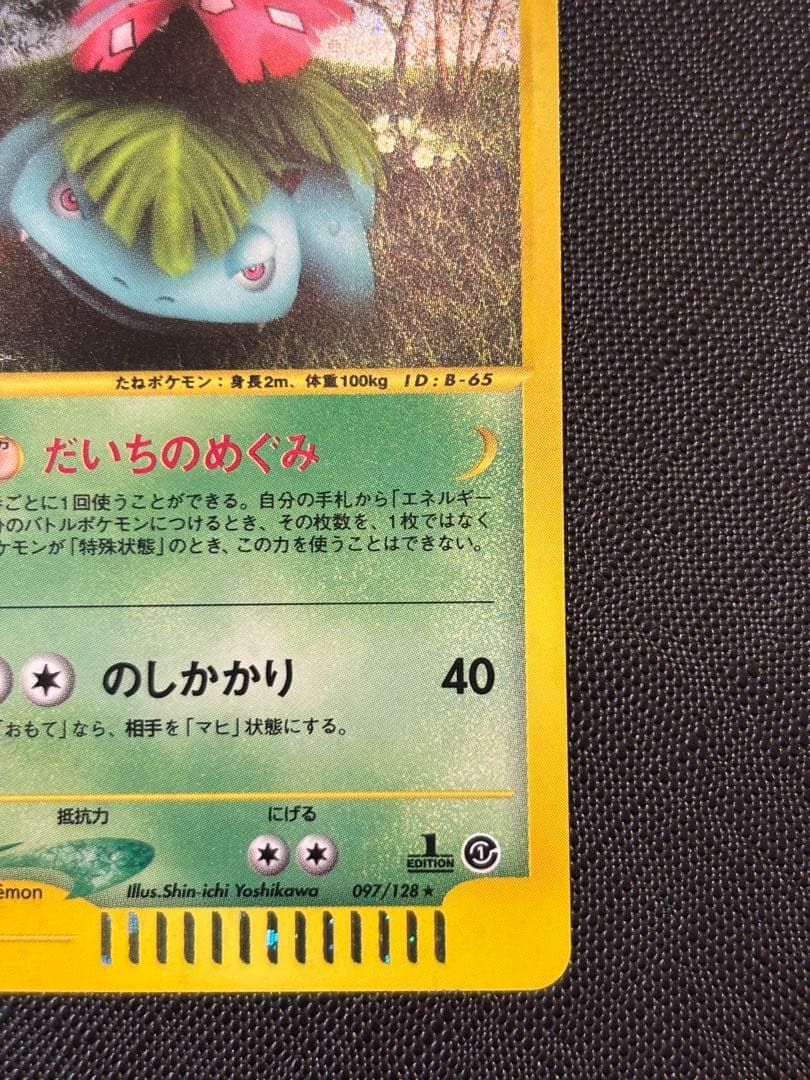 たねポケモン：身長2m、体重100kg ID:B-65
だいちのめぐみ
ごとに1回使うことができる。自分の手札から「エネルギー
のバトルポケモンにつけるとき、その枚数を、1枚ではなく
ケモンが「特殊状態」のとき、この力を使うことはできない。
のしかかり 40
「おもて」なら、相手を「マヒ」状態にする。
抵抗力 にげる
1 EDITION
émon Illus.Shin-ichi Yoshikawa 097/128★